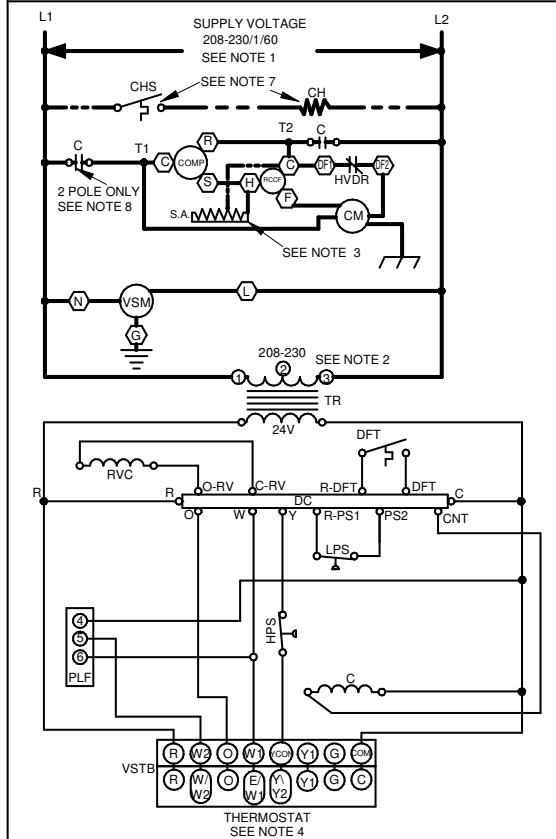 L1 L2
SUPPLY VOLTAGE
208-230/1/60
SEE NOTE 1
CHS SEE NOTE 7 CH
C T1 C COMP R T2 C
S H RCCF C DF1 HVDR DF2
2 POLE ONLY
SEE NOTE 8
F
S.A. CM
SEE NOTE 3
N VSM L
G
208-230 SEE NOTE 2
1 2 3
TR
24V
DFT
RVC
O-RV C-RV R-DFT DFT
R R DC C
O W Y R-PS1 PS2 CNT
LPS
4
5
6
PLF
HPS
C
R W2 O W1 YCON Y1 G COM
VSTB
R W/W2 O E/W1 Y\Y2 Y1 G C
THERMOSTAT
SEE NOTE 4